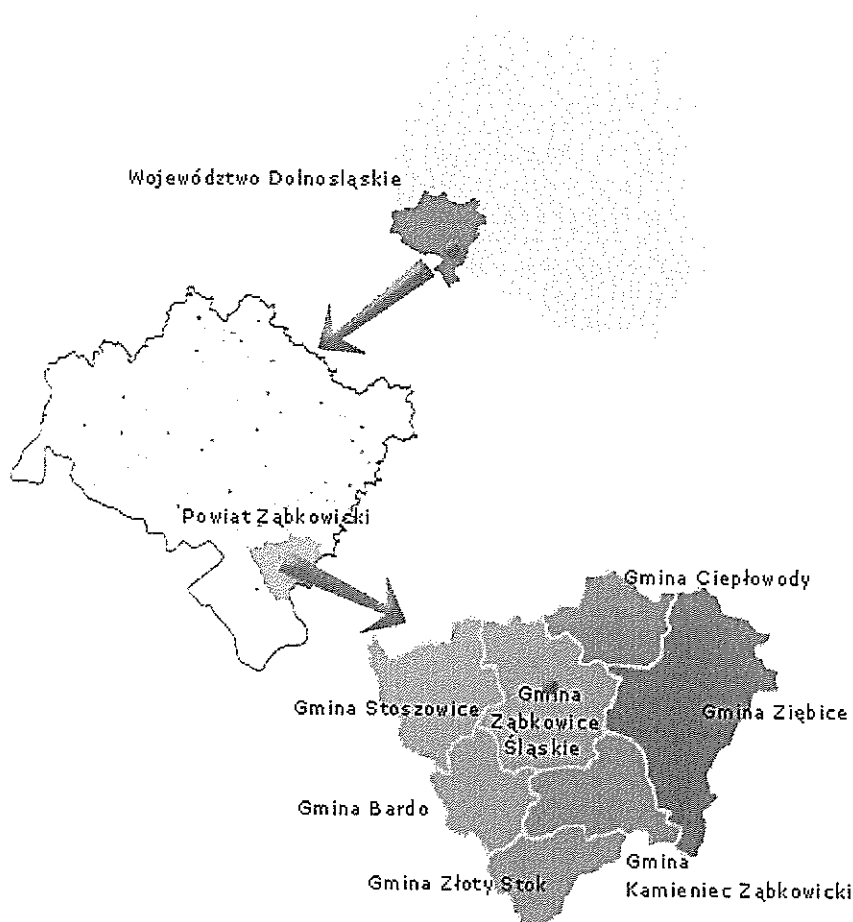 Województwo Dolnosląskie
Powiat Ząbkowicki
Gmina Ciepłowody
Gmina Stoszowice
Gmina
Ząbkowice
Śląskie
Gmina Ziębice
Gmina Bardo
Gmina Złoty Stok
Gmina
Kamieniec Ząbkowicki